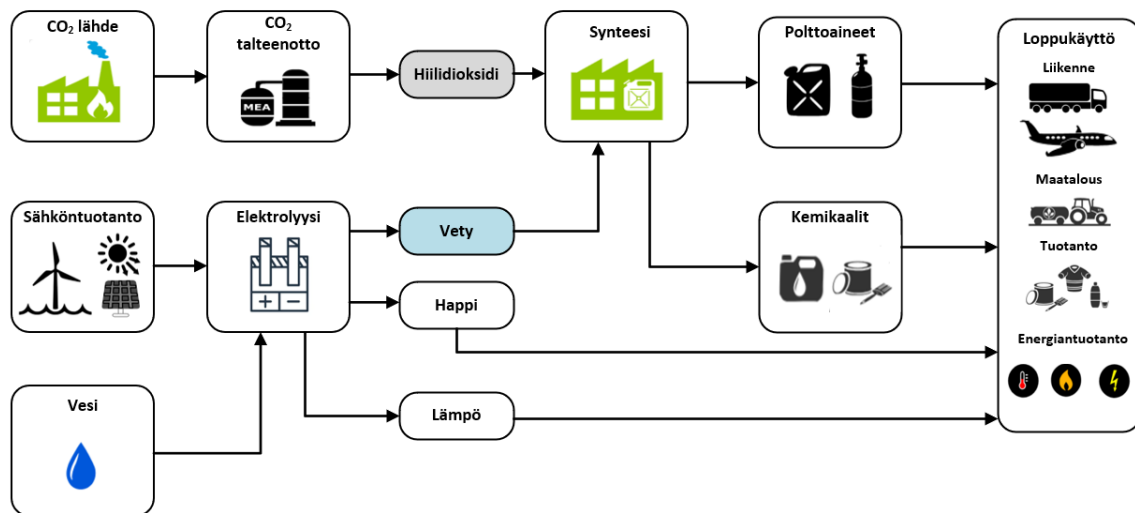 CO₂ lähde
CO₂
talteenotto
MEA
Hiilidioksidi
Synteesi
Polttoaineet
Loppukäyttö
Liikenne
Maatalous
Tuotanto
Energiantuotanto
Sähköntuotanto
Elektrolyysi
+ −
Vety
Happi
Lämpö
Kemikaalit
Vesi